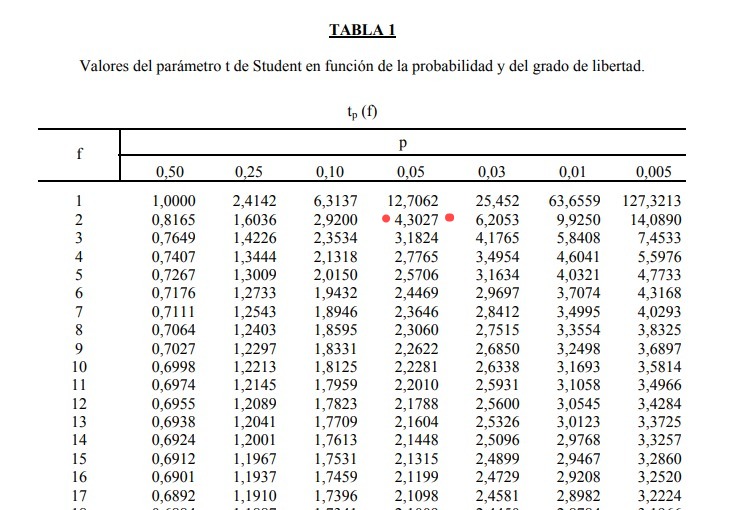 TABLA 1
Valores del parámetro t de Student en función de la probabilidad y del grado de libertad.
tp (f)
f p
0,50 0,25 0,10 0,05 0,03 0,01 0,005
1 1,0000 2,4142 6,3137 12,7062 25,452 63,6559 127,3213
2 0,8165 1,6036 2,9200 4,3027 6,2053 9,9250 14,0890
3 0,7649 1,4226 2,3534 3,1824 4,1765 5,8408 7,4533
4 0,7407 1,3444 2,1318 2,7765 3,4954 4,6041 5,5976
5 0,7267 1,3009 2,0150 2,5706 3,1634 4,0321 4,7733
6 0,7176 1,2733 1,9432 2,4469 2,9697 3,7074 4,3168
7 0,7111 1,2543 1,8946 2,3646 2,8412 3,4995 4,0293
8 0,7064 1,2403 1,8595 2,3060 2,7515 3,3554 3,8325
9 0,7027 1,2297 1,8331 2,2622 2,6850 3,2498 3,6897
10 0,6998 1,2213 1,8125 2,2281 2,6338 3,1693 3,5814
11 0,6974 1,2145 1,7959 2,2010 2,5931 3,1058 3,4966
12 0,6955 1,2089 1,7823 2,1788 2,5600 3,0545 3,4284
13 0,6938 1,2041 1,7709 2,1604 2,5326 3,0123 3,3725
14 0,6924 1,2001 1,7613 2,1448 2,5096 2,9768 3,3257
15 0,6912 1,1967 1,7531 2,1315 2,4899 2,9467 3,2860
16 0,6901 1,1937 1,7459 2,1199 2,4729 2,9208 3,2520
17 0,6892 1,1910 1,7396 2,1098 2,4581 2,8982 3,2224